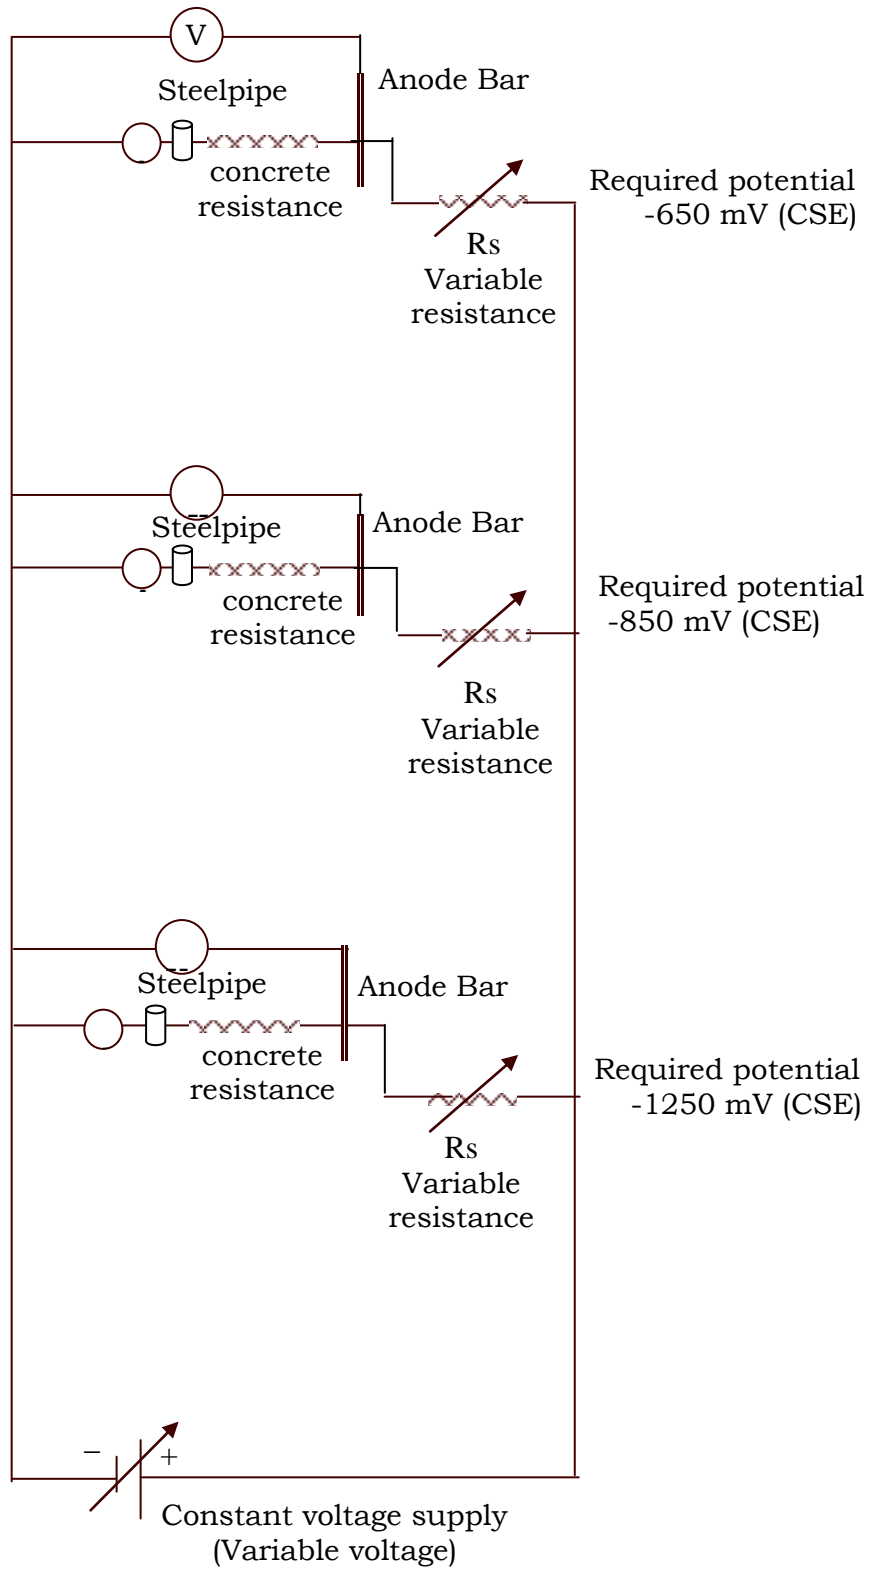 V
Steelpipe
Anode Bar
concrete
resistance
Required potential
-650 mV (CSE)
Rs
Variable
resistance
Steelpipe
Anode Bar
concrete
resistance
Required potential
-850 mV (CSE)
Rs
Variable
resistance
Steelpipe
Anode Bar
concrete
resistance
Required potential
-1250 mV (CSE)
Rs
Variable
resistance
– +
Constant voltage supply
(Variable voltage)